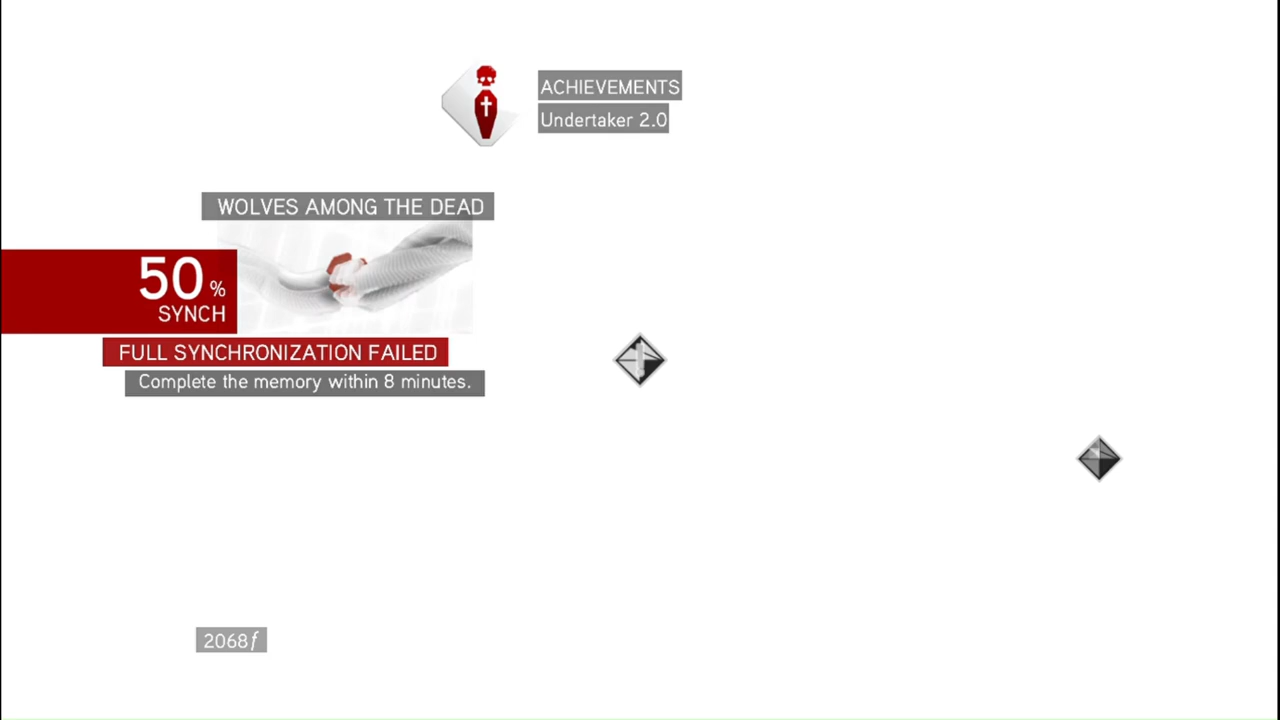 ACHIEVEMENTS
Undertaker 2.0
WOLVES AMONG THE DEAD
50 %
SYNCH
FULL SYNCHRONIZATION FAILED
Complete the memory within 8 minutes.
2068ƒ